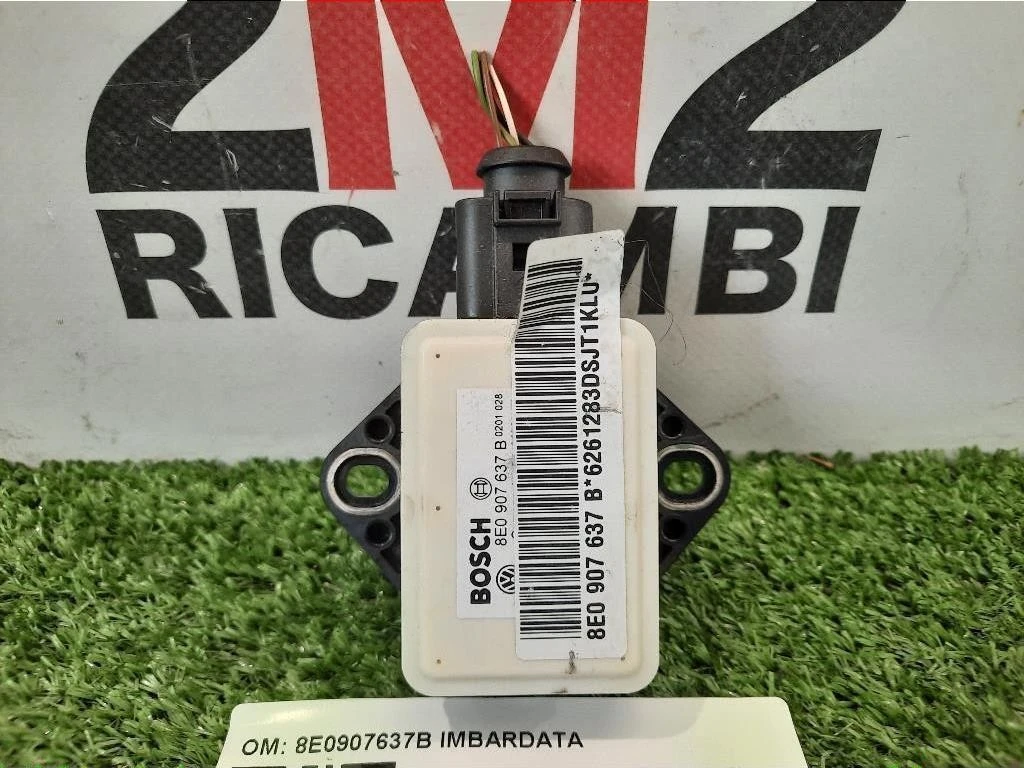 2M2
RICAMBI
BOSCH
8E0 907 637 B 0201 028
8E0 907 637 B*6261283DSJT1KLU*
OM: 8E0907637B IMBARDATA